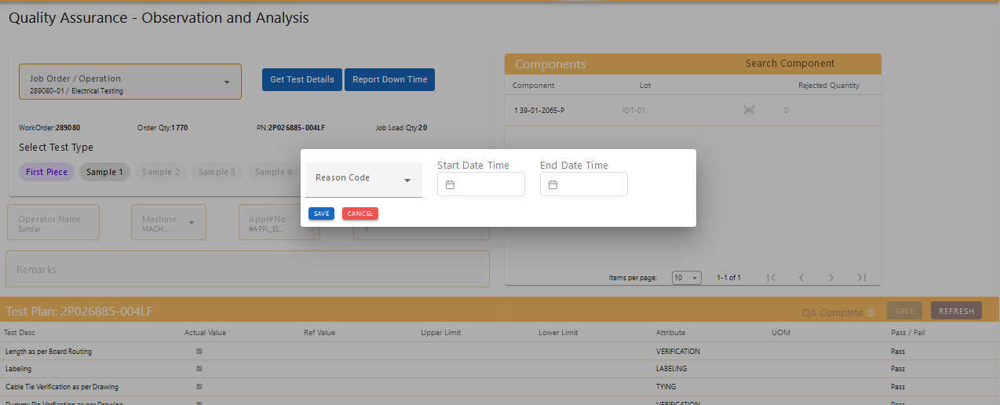 Quality Assurance - Observation and Analysis
Job Order / Operation
289080-01 / Electrical Testing
Get Test Details
Report Down Time
WorkOrder:289080
Order Qty:1770
PN:2P026885-004LF
Job Load Qty:20
Select Test Type
First Piece
Sample 1
Sample 2
Sample 3
Sample 4
Components
Search Component
Component
Lot
Rejected Quantity
139-01-2065-P
IOT-01,
0
Reason Code
Start Date Time
End Date Time
SAVE
CANCEL
Operator Name
Sundar
Machine
MACHI...
Appl#No
#APPL_EL...
1
Remarks
Items per page:
10
1-1 of 1
Test Plan: 2P026885-004LF
QA Complete
SAVE
REFRESH
Test Desc
Actual Value
Ref Value
Upper Limit
Lower Limit
Attribute
UOM
Pass / Fail
Length as per Board Routing
VERIFICATION
Pass
Labeling
LABELING
Pass
Cable Tie Verification as per Drawing
TYING
Pass
Dummy Pin Verfication as per Drawing
VERIFICATION
Pass